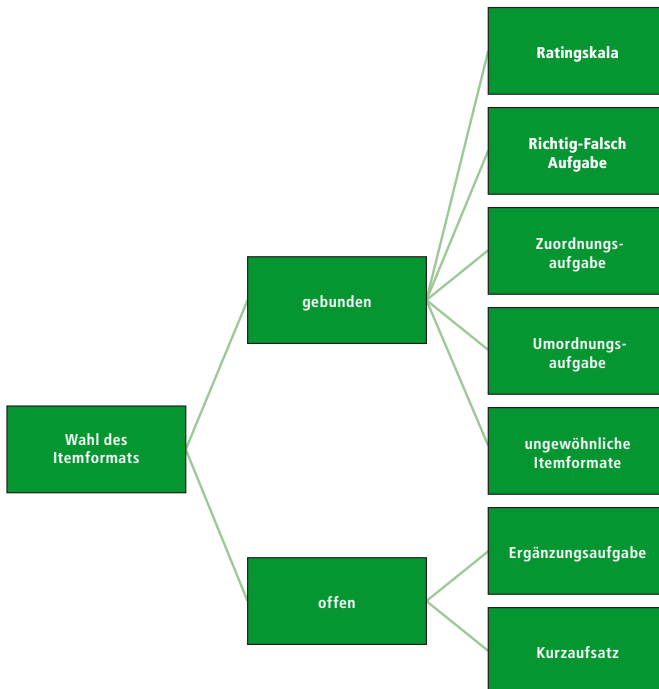 Ratingskala
Richtig-Falsch
Aufgabe
Zuordnungs-
aufgabe
gebunden
Umordnungs-
aufgabe
Wahl des
Itemformats
ungewöhnliche
Itemformate
Ergänzungsaufgabe
offen
Kurzaufsatz